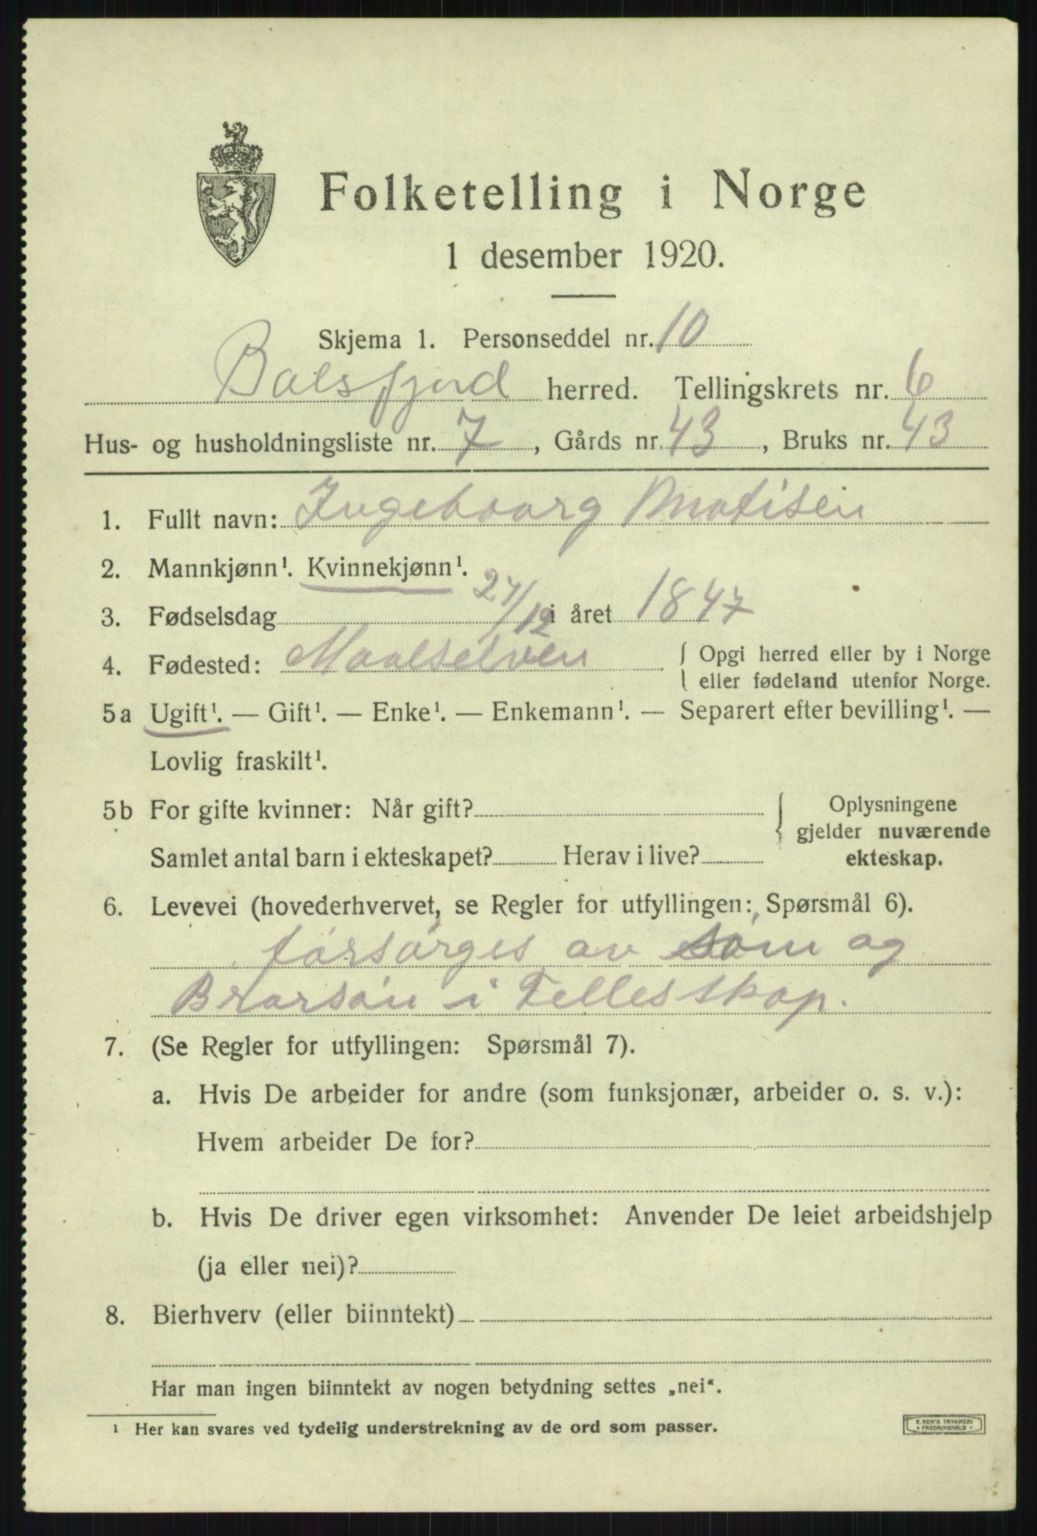 Folketelling i Norge
1 desember 1920.
Skjema 1. Personseddel nr. 10
Balsfjord herred. Tellingskrets nr. 6
Hus- og husholdningsliste nr. 7, Gårds nr. 43, Bruks nr. 43
1. Fullt navn: Ingeboarg Matisen
2. Mannkjønn¹. Kvinnekjønn¹.
3. Fødselsdag 27/12 i året 1847
4. Fødested: Maalselven { Opgi herred eller by i Norge
eller fødeland utenfor Norge.
5a Ugift¹. — Gift¹. — Enke¹. — Enkemann¹. — Separert efter bevilling¹. —
Lovlig fraskilt¹.
5b For gifte kvinner: Når gift? { Oplysningene
gjelder nuværende
Samlet antal barn i ekteskapet? Herav i live? ekteskap.
6. Levevei (hovederhvervet, se Regler for utfyllingen: Spørsmål 6).
forsørges av søn og
Brorsøn i Fellesskap.
7. (Se Regler for utfyllingen: Spørsmål 7).
a. Hvis De arbeider for andre (som funksjonær, arbeider o. s. v.):
Hvem arbeider De for?
b. Hvis De driver egen virksomhet: Anvender De leiet arbeidshjelp
(ja eller nei)?
8. Bierhverv (eller biinntekt)
Har man ingen biinntekt av nogen betydning settes „nei“.
¹ Her kan svares ved tydelig understrekning av de ord som passer.